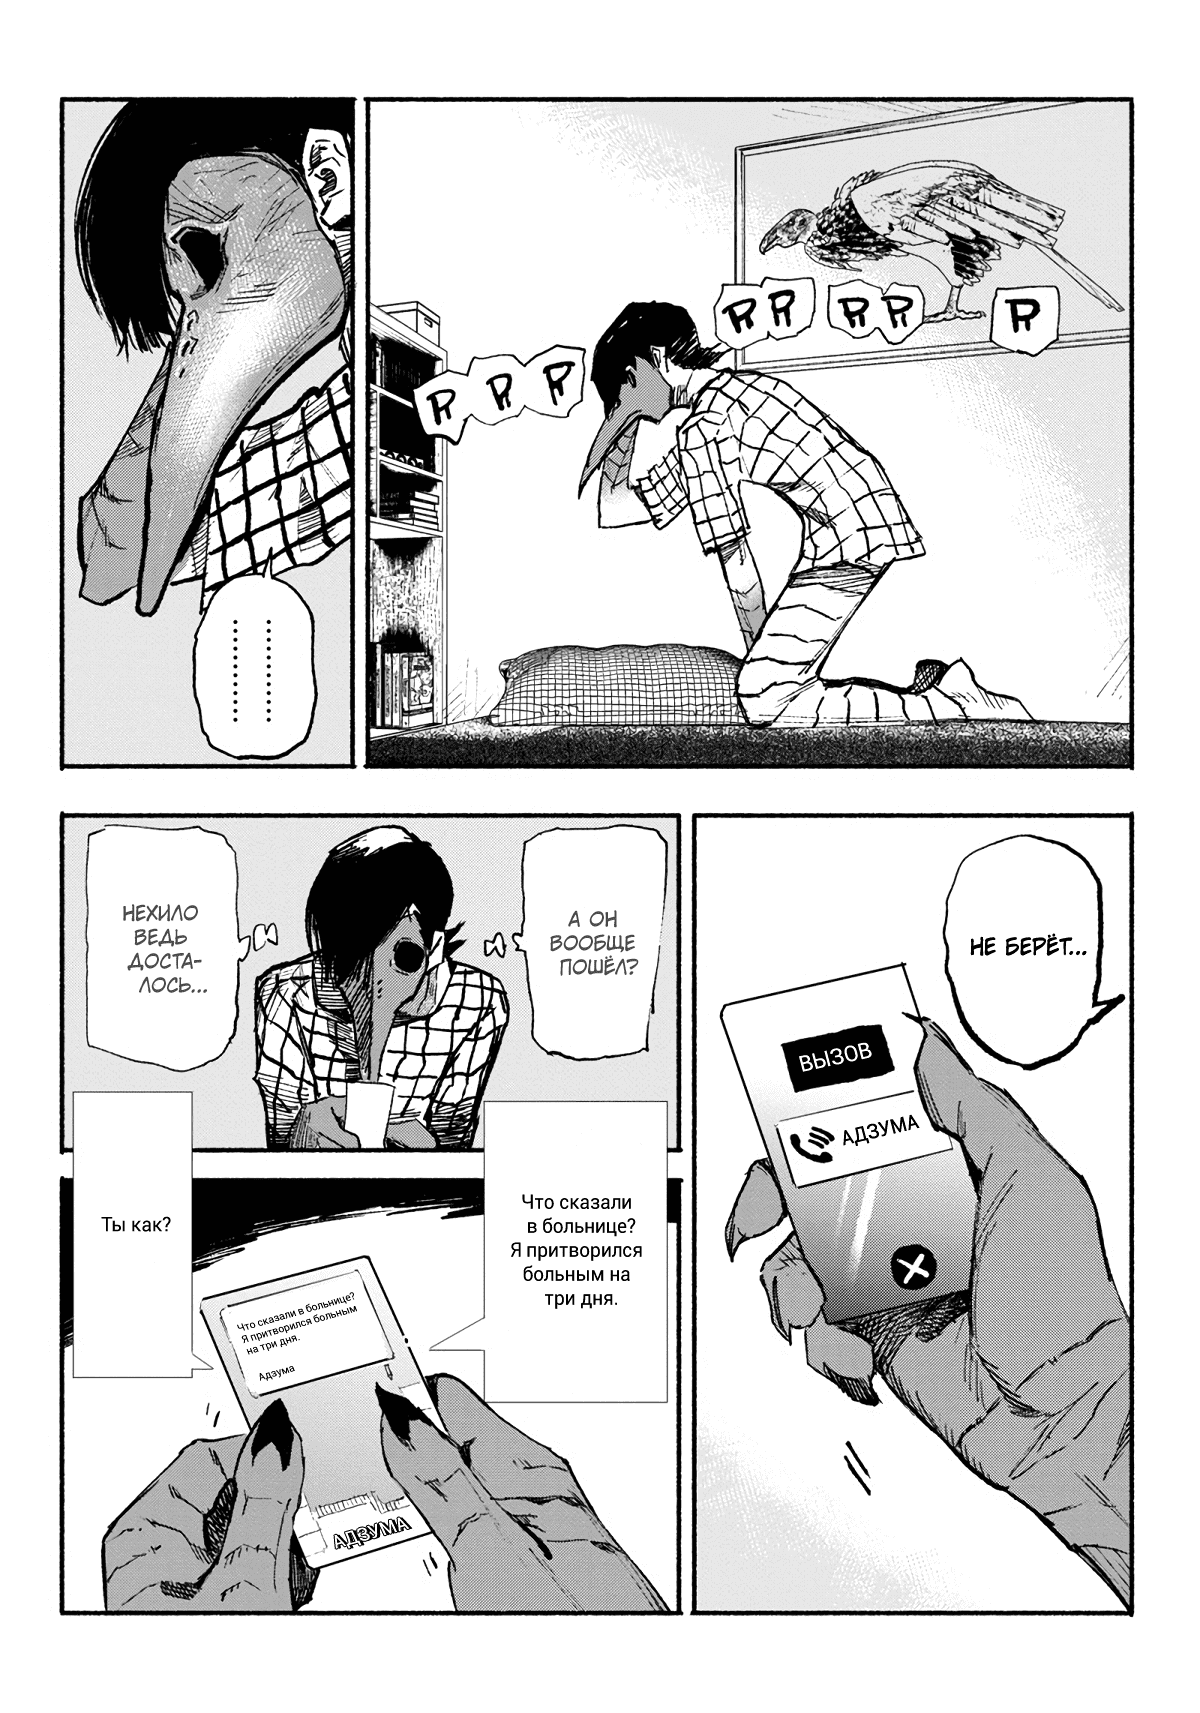 R R R R R R R R
............
............
НЕ БЕРЁТ...
ВЫЗОВ
АДЗУМА
А ОН
ВООБЩЕ
ПОШЁЛ?
НЕХИЛО
ВЕДЬ
ДОСТА-
ЛОСЬ...
Что сказали
в больнице?
Я притворился
больным на
три дня.
Ты как?
Что сказали в больнице?
Я притворился больным
на три дня.
Адзума
АДЗУМА